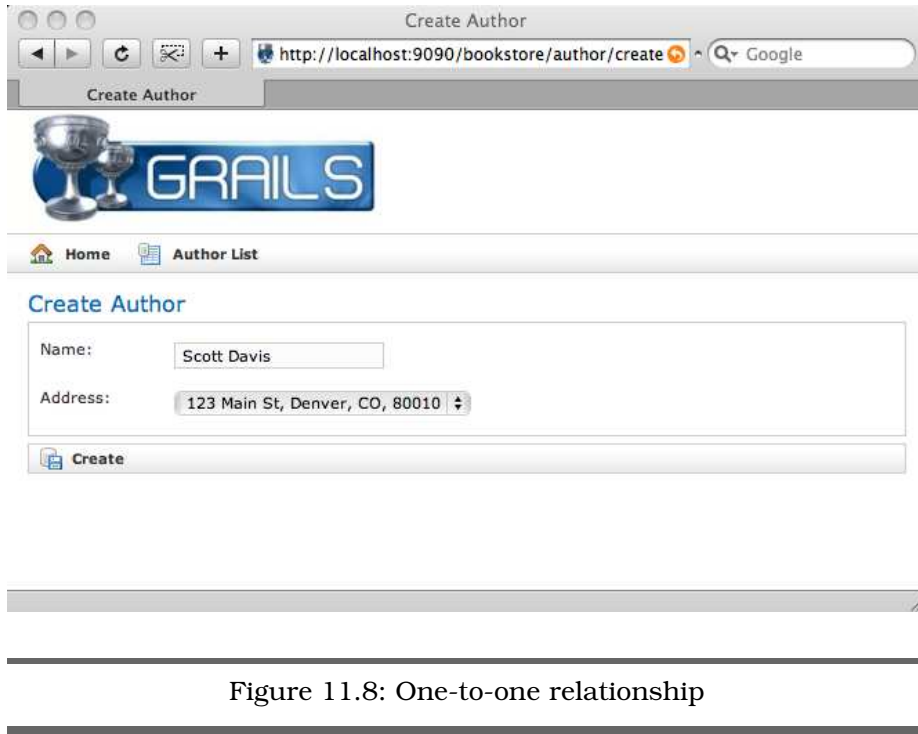 Create Author
http://localhost:9090/bookstore/author/create
Google
Create Author
GRAILS
Home Author List
Create Author
Name: Scott Davis
Address: 123 Main St, Denver, CO, 80010
Create
Figure 11.8: One-to-one relationship